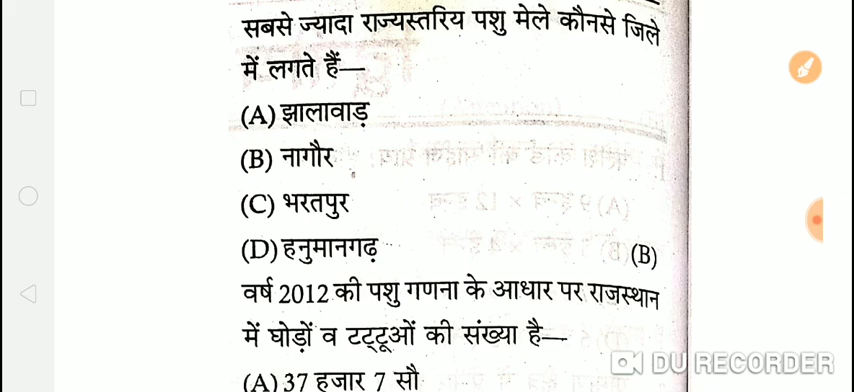 सबसे ज्यादा राज्यस्तरिय पशु मेले कौनसे जिले
में लगते हैं—
(A) झालावाड़
(B) नागौर
(C) भरतपुर
(D) हनुमानगढ़ (B)
वर्ष 2012 की पशु गणना के आधार पर राजस्थान
में घोड़ों व टट्टूओं की संख्या है—
(A) 37 हजार 7 सौ
DU RECORDER